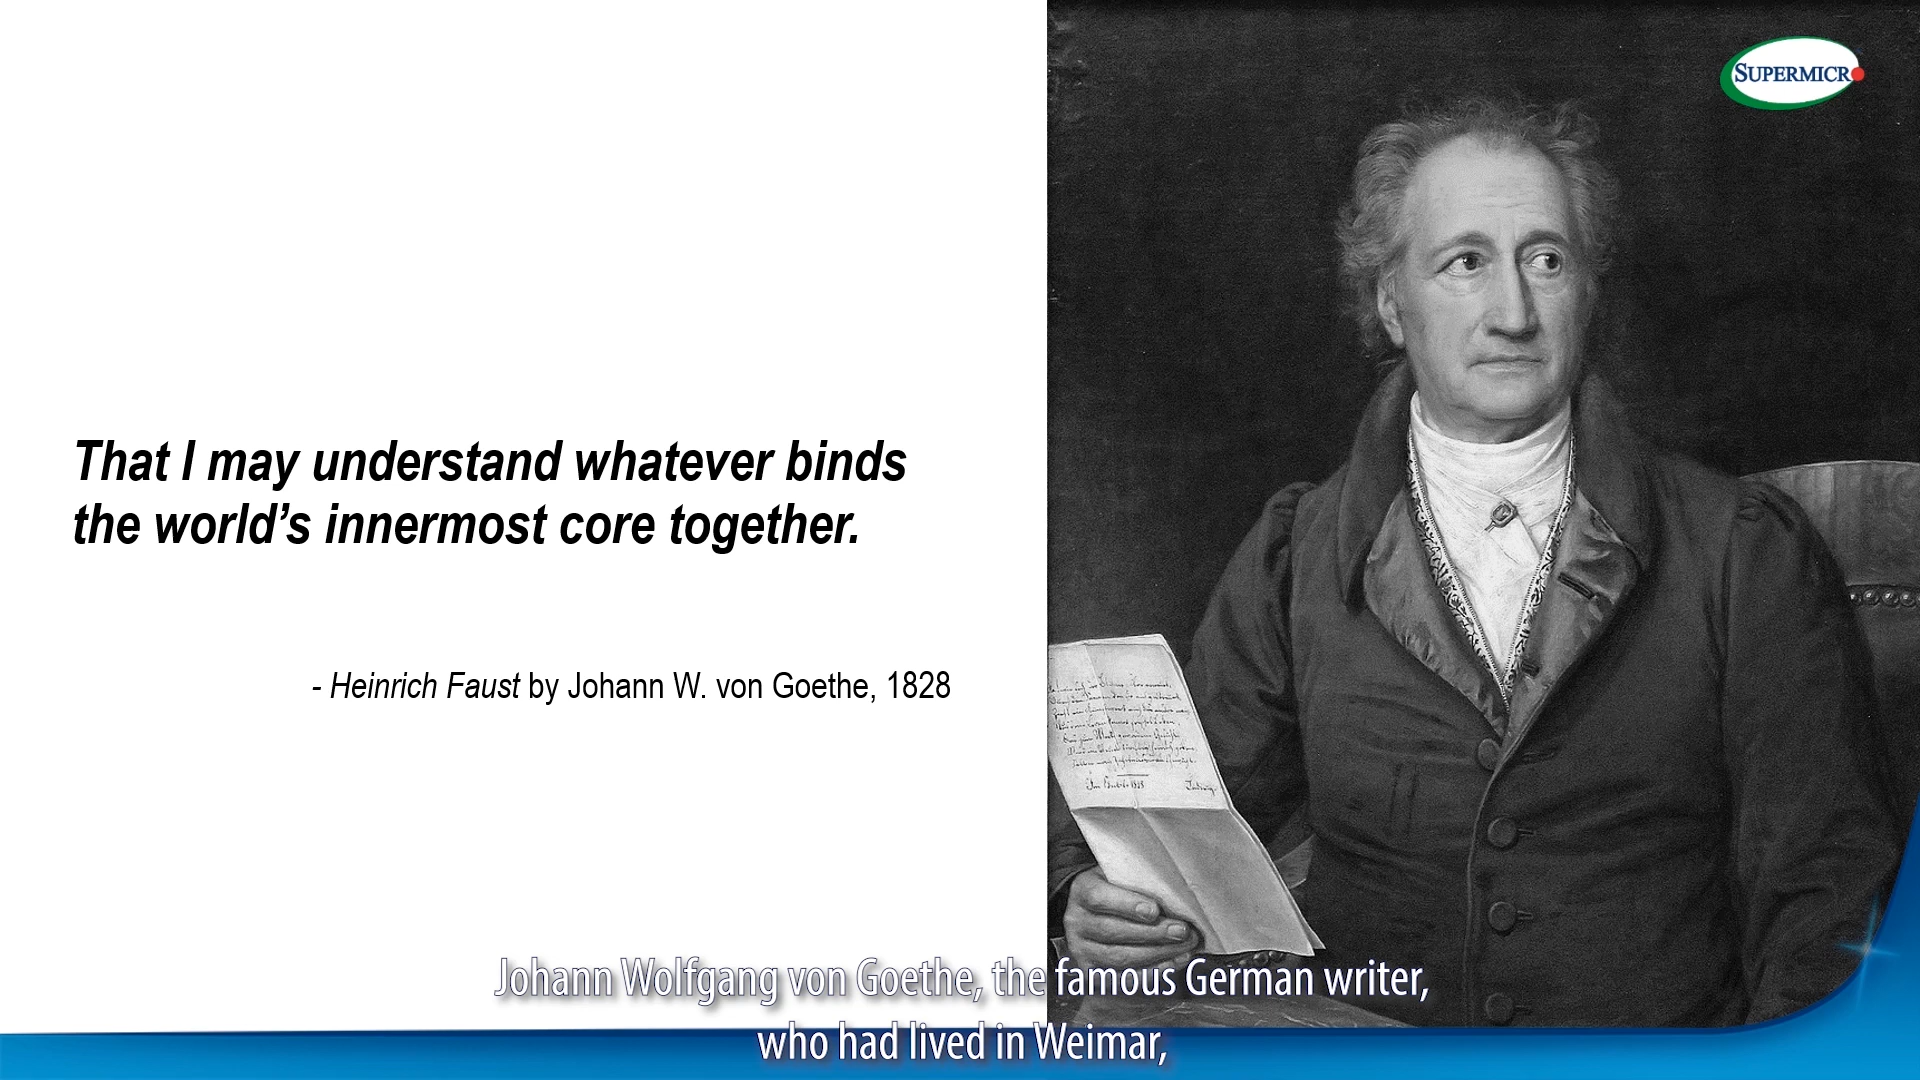 SUPERMICR
That I may understand whatever binds
the world’s innermost core together.
- Heinrich Faust by Johann W. von Goethe, 1828
Johann Wolfgang von Goethe, the famous German writer,
who had lived in Weimar,